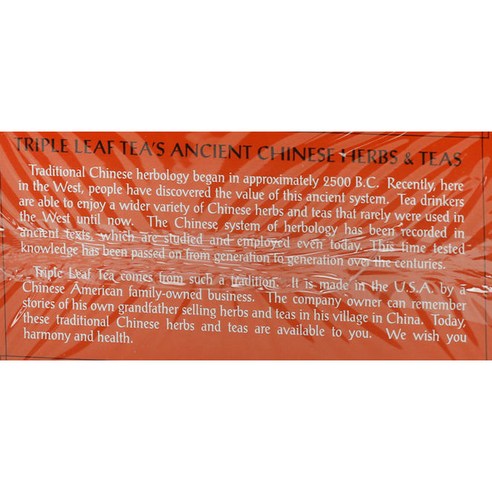 TRIPLE LEAF TEA'S ANCIENT CHINESE HERBS & TEAS
Traditional Chinese herbology began in approximately 2500 B.C. Recently, here
in the West, people have discovered the value of this ancient system. Tea drinkers
are able to enjoy a wider variety of Chinese herbs and teas that rarely were used in
the West until now. The Chinese system of herbology has been recorded in
ancient texts, which are studied and employed even today. This time tested
knowledge has been passed on from generation to generation over the centuries.
Triple Leaf Tea comes from such a tradition. It is made in the U.S.A. by a
Chinese American family-owned business. The company owner can remember
stories of his own grandfather selling herbs and teas in his village in China. Today,
these traditional Chinese herbs and teas are available to you. We wish you
harmony and health.